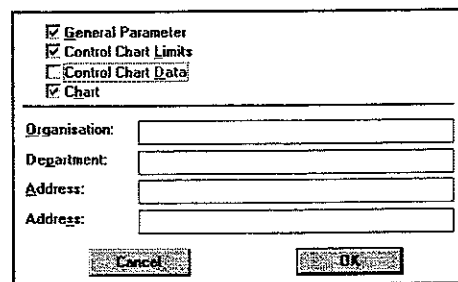 General Parameter
Control Chart Limits
Control Chart Data
Chart
Organisation:
Department:
Address:
Address:
Cancel OK